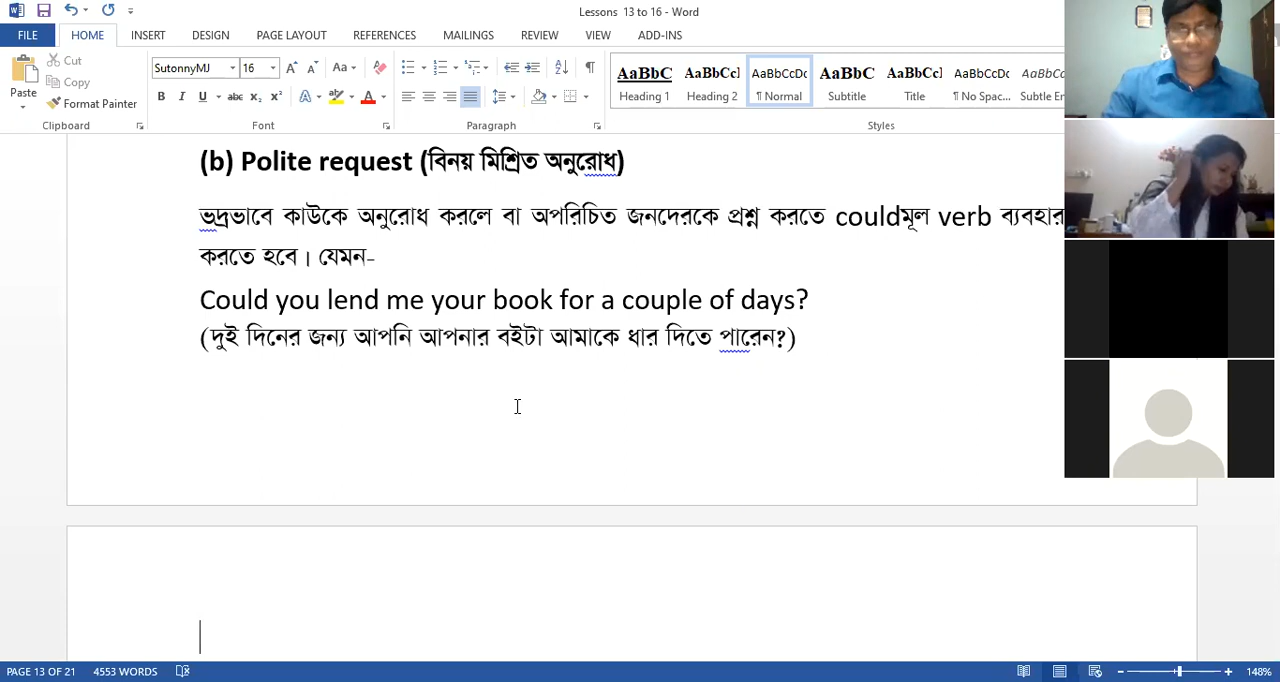 Lessons 13 to 16 - Word
FILE HOME INSERT DESIGN PAGE LAYOUT REFERENCES MAILINGS REVIEW VIEW ADD-INS
Paste
Cut
Copy
Format Painter
Clipboard
SutonnyMJ 16
Font
Paragraph
AaBbC AaBbCcI AaBbCcDc AaBbC AaBbCcI AaBbCcDc AaBbCcD
Heading 1 Heading 2 ¶ Normal Subtitle Title ¶ No Spac... Subtle Em
Styles
(b) Polite request (বিনয় মিশ্রিত অনুরোধ)
ভদ্রভাবে কাউকে অনুরোধ করলে বা অপরিচিত জনদেরকে প্রশ্ন করতে couldমূল verb ব্যবহার
করতে হবে। যেমন-
Could you lend me your book for a couple of days?
(দুই দিনের জন্য আপনি আপনার বইটা আমাকে ধার দিতে পারেন?)
PAGE 13 OF 21 4553 WORDS 148%